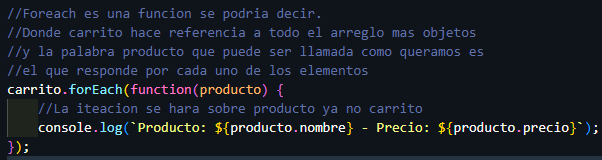 //Foreach es una funcion se podria decir.
//Donde carrito hace referencia a todo el arreglo mas objetos
//y la palabra producto que puede ser llamada como queramos es
//el que responde por cada uno de los elementos
carrito.forEach(function(producto) {
    //La iteacion se hara sobre producto ya no carrito
    console.log(`Producto: ${producto.nombre} - Precio: ${producto.precio}`);
});